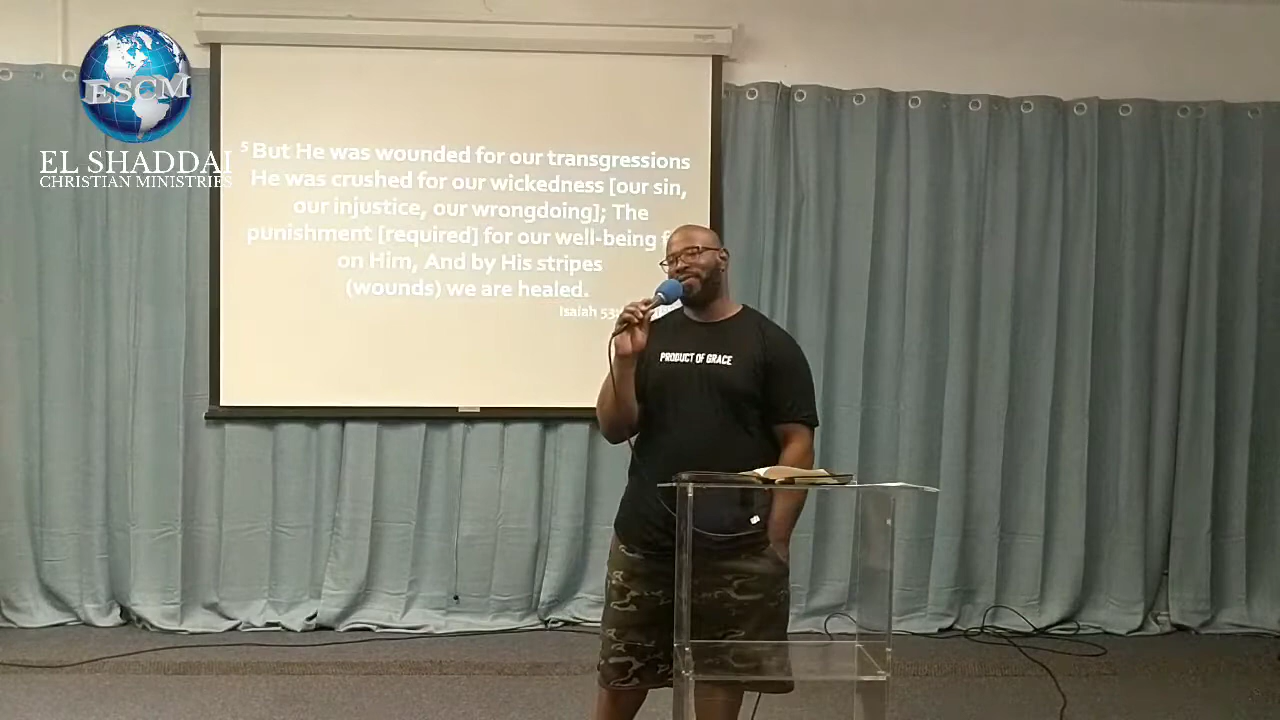 ESCM
EL SHADDAI
CHRISTIAN MINISTRIES
5 But He was wounded for our transgressions
He was crushed for our wickedness [our sin,
our injustice, our wrongdoing]; The
punishment [required] for our well-being
on Him, And by His stripes
(wounds) we are healed.
Isaiah 53:
PRODUCT OF GRACE